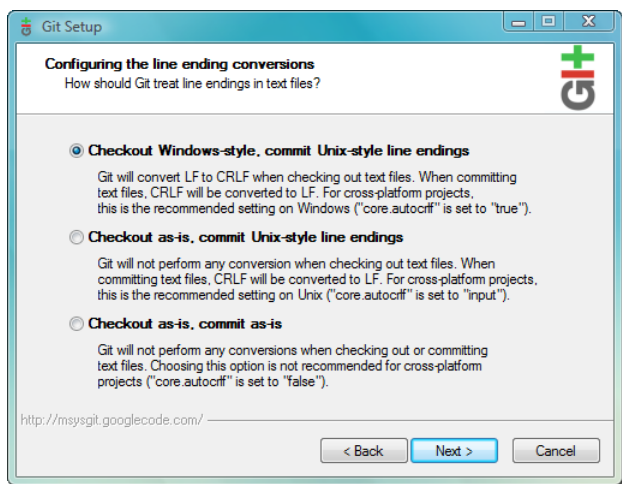 Git Setup
Configuring the line ending conversions
How should Git treat line endings in text files?
Git
Checkout Windows-style, commit Unix-style line endings
Git will convert LF to CRLF when checking out text files. When committing
text files, CRLF will be converted to LF. For cross-platform projects,
this is the recommended setting on Windows ("core.autocrlf" is set to "true").
Checkout as-is, commit Unix-style line endings
Git will not perform any conversion when checking out text files. When
committing text files, CRLF will be converted to LF. For cross-platform projects,
this is the recommended setting on Unix ("core.autocrlf" is set to "input").
Checkout as-is, commit as-is
Git will not perform any conversions when checking out or committing
text files. Choosing this option is not recommended for cross-platform
projects ("core.autocrlf" is set to "false").
http://msysgit.googlecode.com/
< Back Next > Cancel